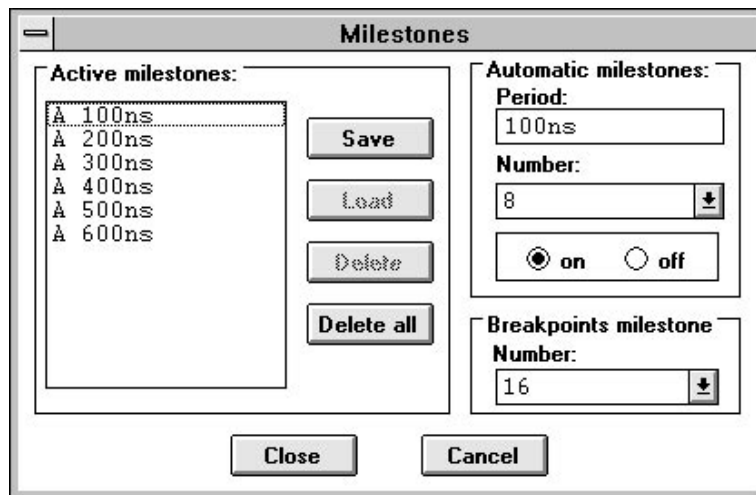 Milestones
Active milestones:
A 100ns
A 200ns
A 300ns
A 400ns
A 500ns
A 600ns
Save
Load
Delete
Delete all
Automatic milestones:
Period:
100ns
Number:
8
on off
Breakpoints milestone
Number:
16
Close Cancel